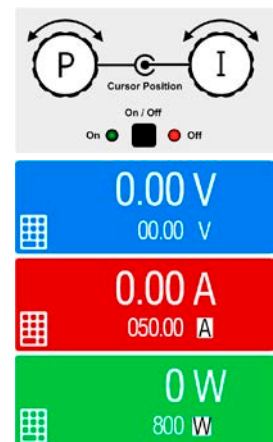 P
I
Cursor Position
On / Off
On
Off
0.00 V
00.00 V
0.00 A
050.00 A
0 W
800 W